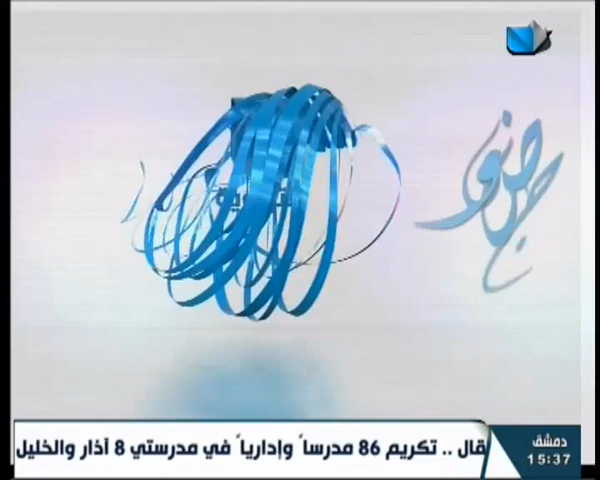 قال .. تكريم 86 مدرساً وإدارياً في مدرستي 8 آذار والخليل
دمشق
15:37